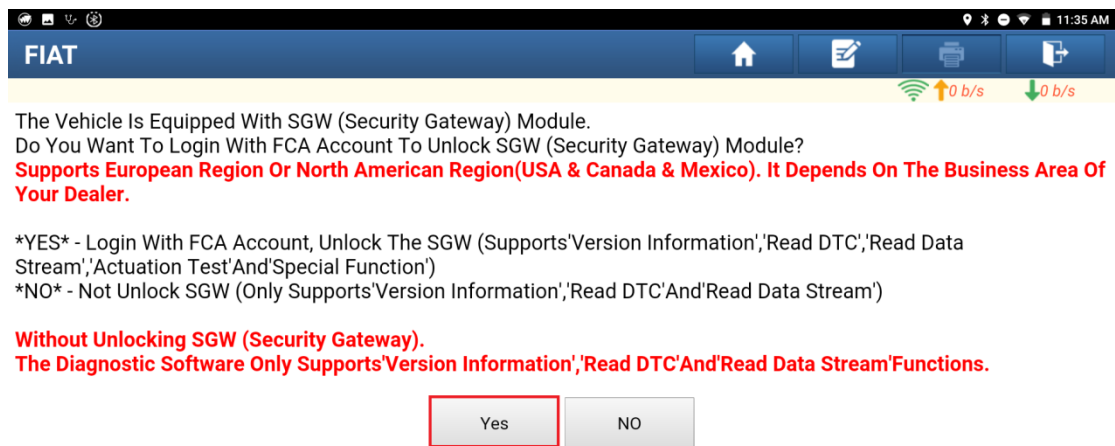 11:35 AM
FIAT
0 b/s
0 b/s
The Vehicle Is Equipped With SGW (Security Gateway) Module.
Do You Want To Login With FCA Account To Unlock SGW (Security Gateway) Module?
Supports European Region Or North American Region(USA & Canada & Mexico). It Depends On The Business Area Of
Your Dealer.
*YES* - Login With FCA Account, Unlock The SGW (Supports'Version Information','Read DTC','Read Data
Stream','Actuation Test'And'Special Function')
*NO* - Not Unlock SGW (Only Supports'Version Information','Read DTC'And'Read Data Stream')
Without Unlocking SGW (Security Gateway).
The Diagnostic Software Only Supports'Version Information','Read DTC'And'Read Data Stream'Functions.
Yes
NO